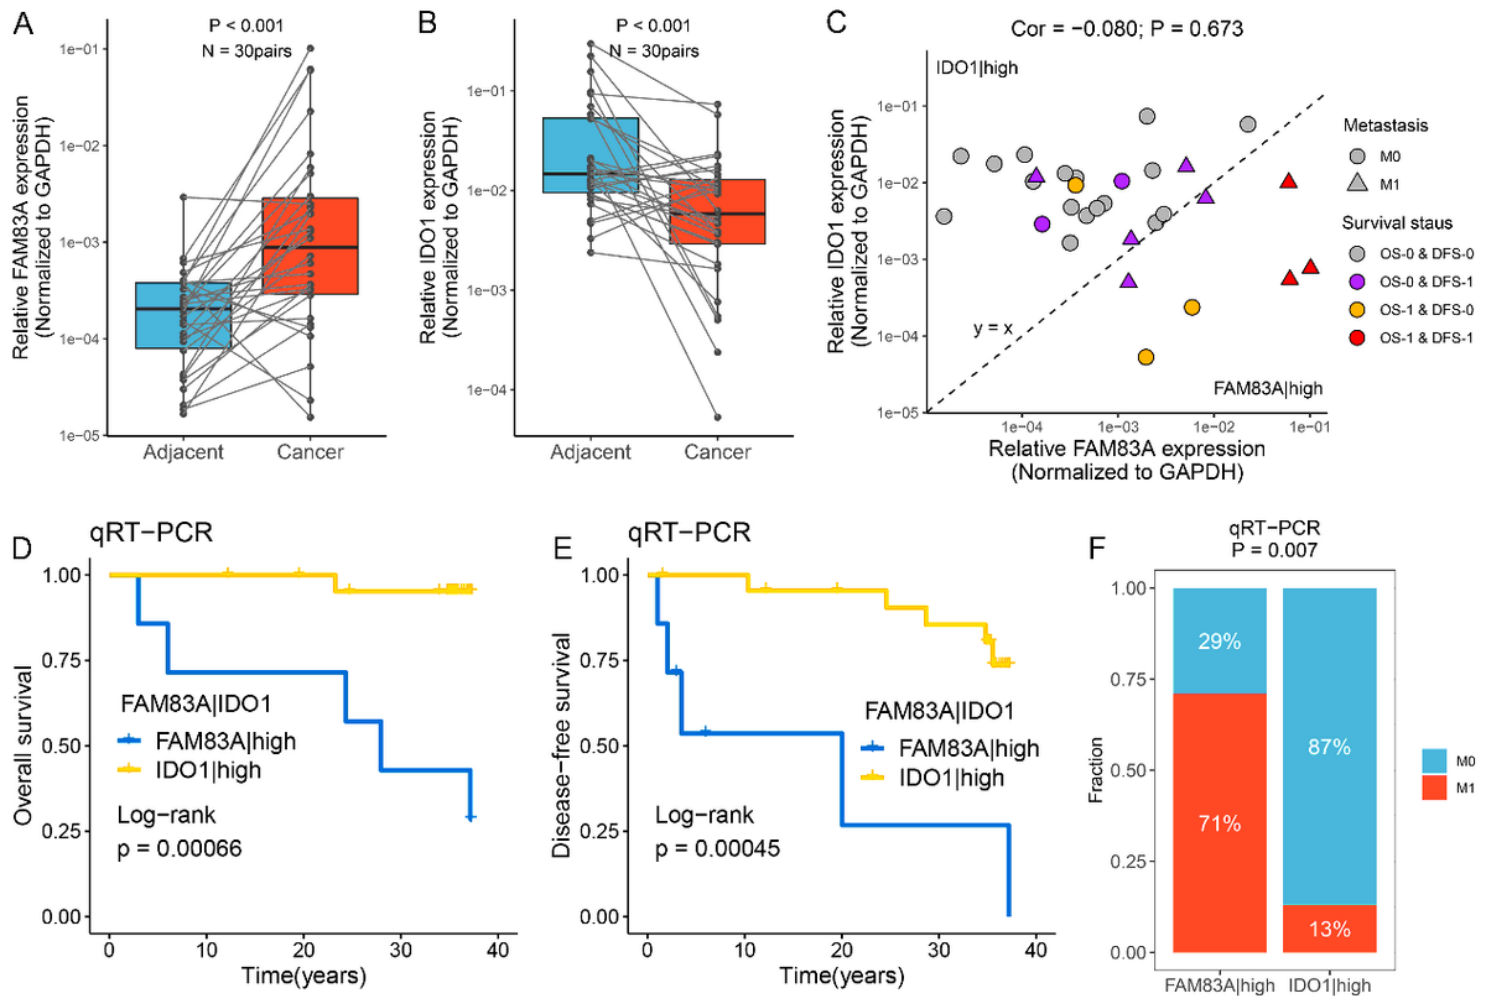 A
P < 0.001
N = 30pairs
Relative FAM83A expression
(Normalized to GAPDH)
1e−01
1e−02
1e−03
1e−04
1e−05
Adjacent
Cancer
B
P < 0.001
N = 30pairs
Relative IDO1 expression
(Normalized to GAPDH)
1e−01
1e−02
1e−03
1e−04
Adjacent
Cancer
C
Cor = −0.080; P = 0.673
IDO1|high
Relative IDO1 expression
(Normalized to GAPDH)
1e−01
1e−02
1e−03
1e−04
1e−05
y = x
FAM83A|high
1e−04
1e−03
1e−02
1e−01
Relative FAM83A expression
(Normalized to GAPDH)
Metastasis
M0
M1
Survival staus
OS−0 & DFS−0
OS−0 & DFS−1
OS−1 & DFS−0
OS−1 & DFS−1
D
qRT−PCR
Overall survival
1.00
0.75
0.50
0.25
0.00
FAM83A|IDO1
FAM83A|high
IDO1|high
Log−rank
p = 0.00066
0
10
20
30
40
Time(years)
E
qRT−PCR
Disease−free survival
1.00
0.75
0.50
0.25
0.00
FAM83A|IDO1
FAM83A|high
IDO1|high
Log−rank
p = 0.00045
0
10
20
30
40
Time(years)
F
qRT−PCR
P = 0.007
Fraction
1.00
0.75
0.50
0.25
0.00
29%
71%
87%
13%
FAM83A|high
IDO1|high
M0
M1